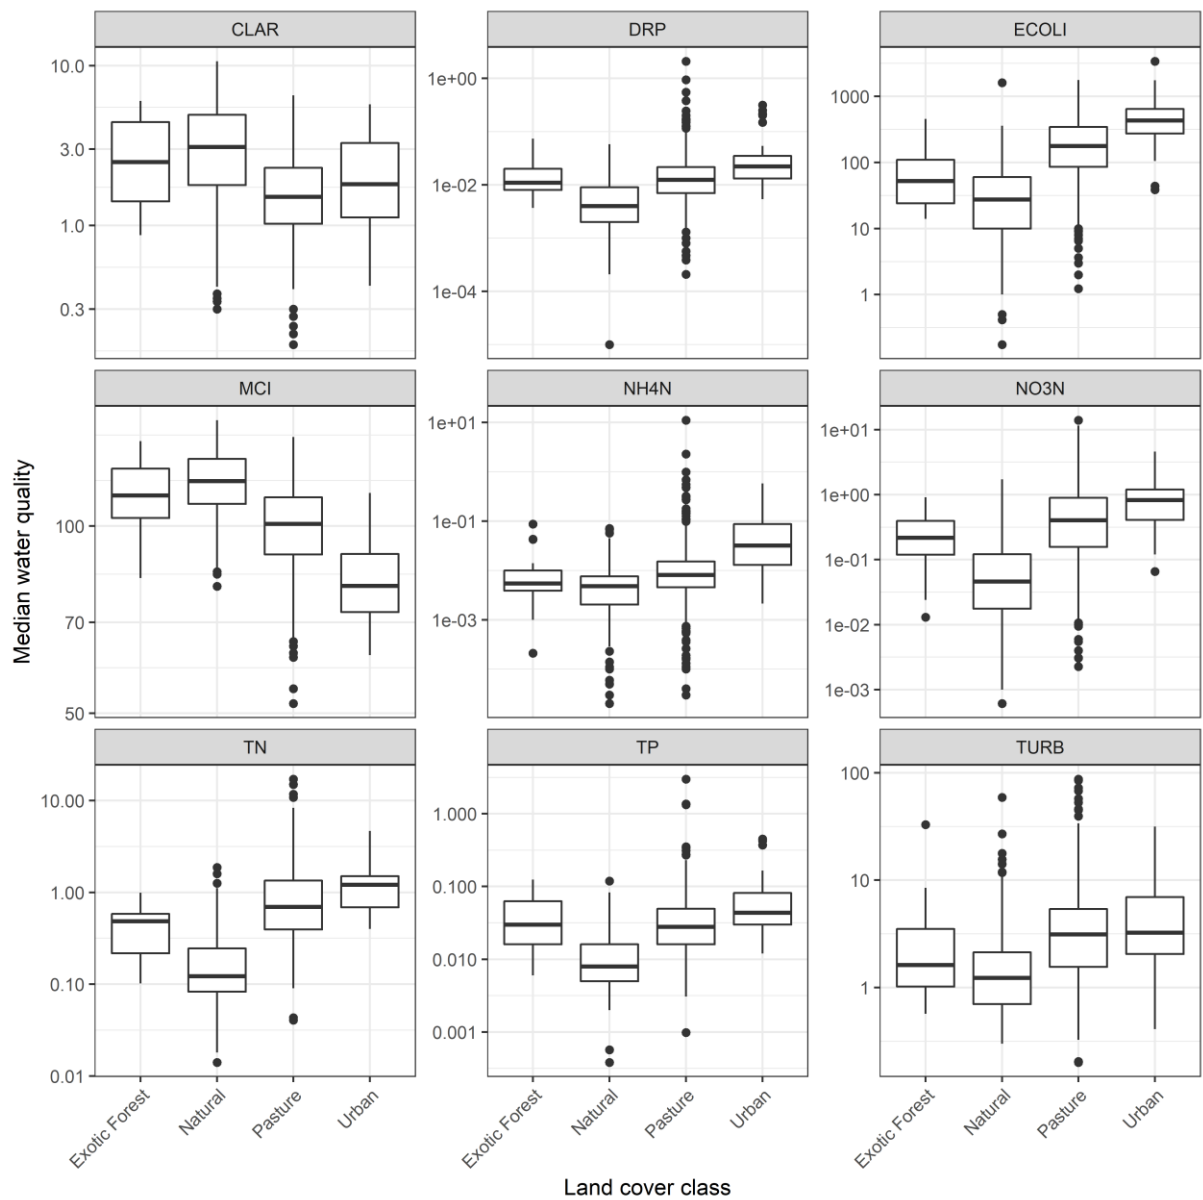 CLAR
DRP
ECOLI
10.0
3.0
1.0
0.3
1e+00
1e-02
1e-04
1000
100
10
1
MCI
NH4N
NO3N
100
70
50
1e+01
1e-01
1e-03
1e+01
1e+00
1e-01
1e-02
1e-03
TN
TP
TURB
10.00
1.00
0.10
0.01
1.000
0.100
0.010
0.001
100
10
1
Median water quality
Exotic Forest
Natural
Pasture
Urban
Exotic Forest
Natural
Pasture
Urban
Exotic Forest
Natural
Pasture
Urban
Land cover class